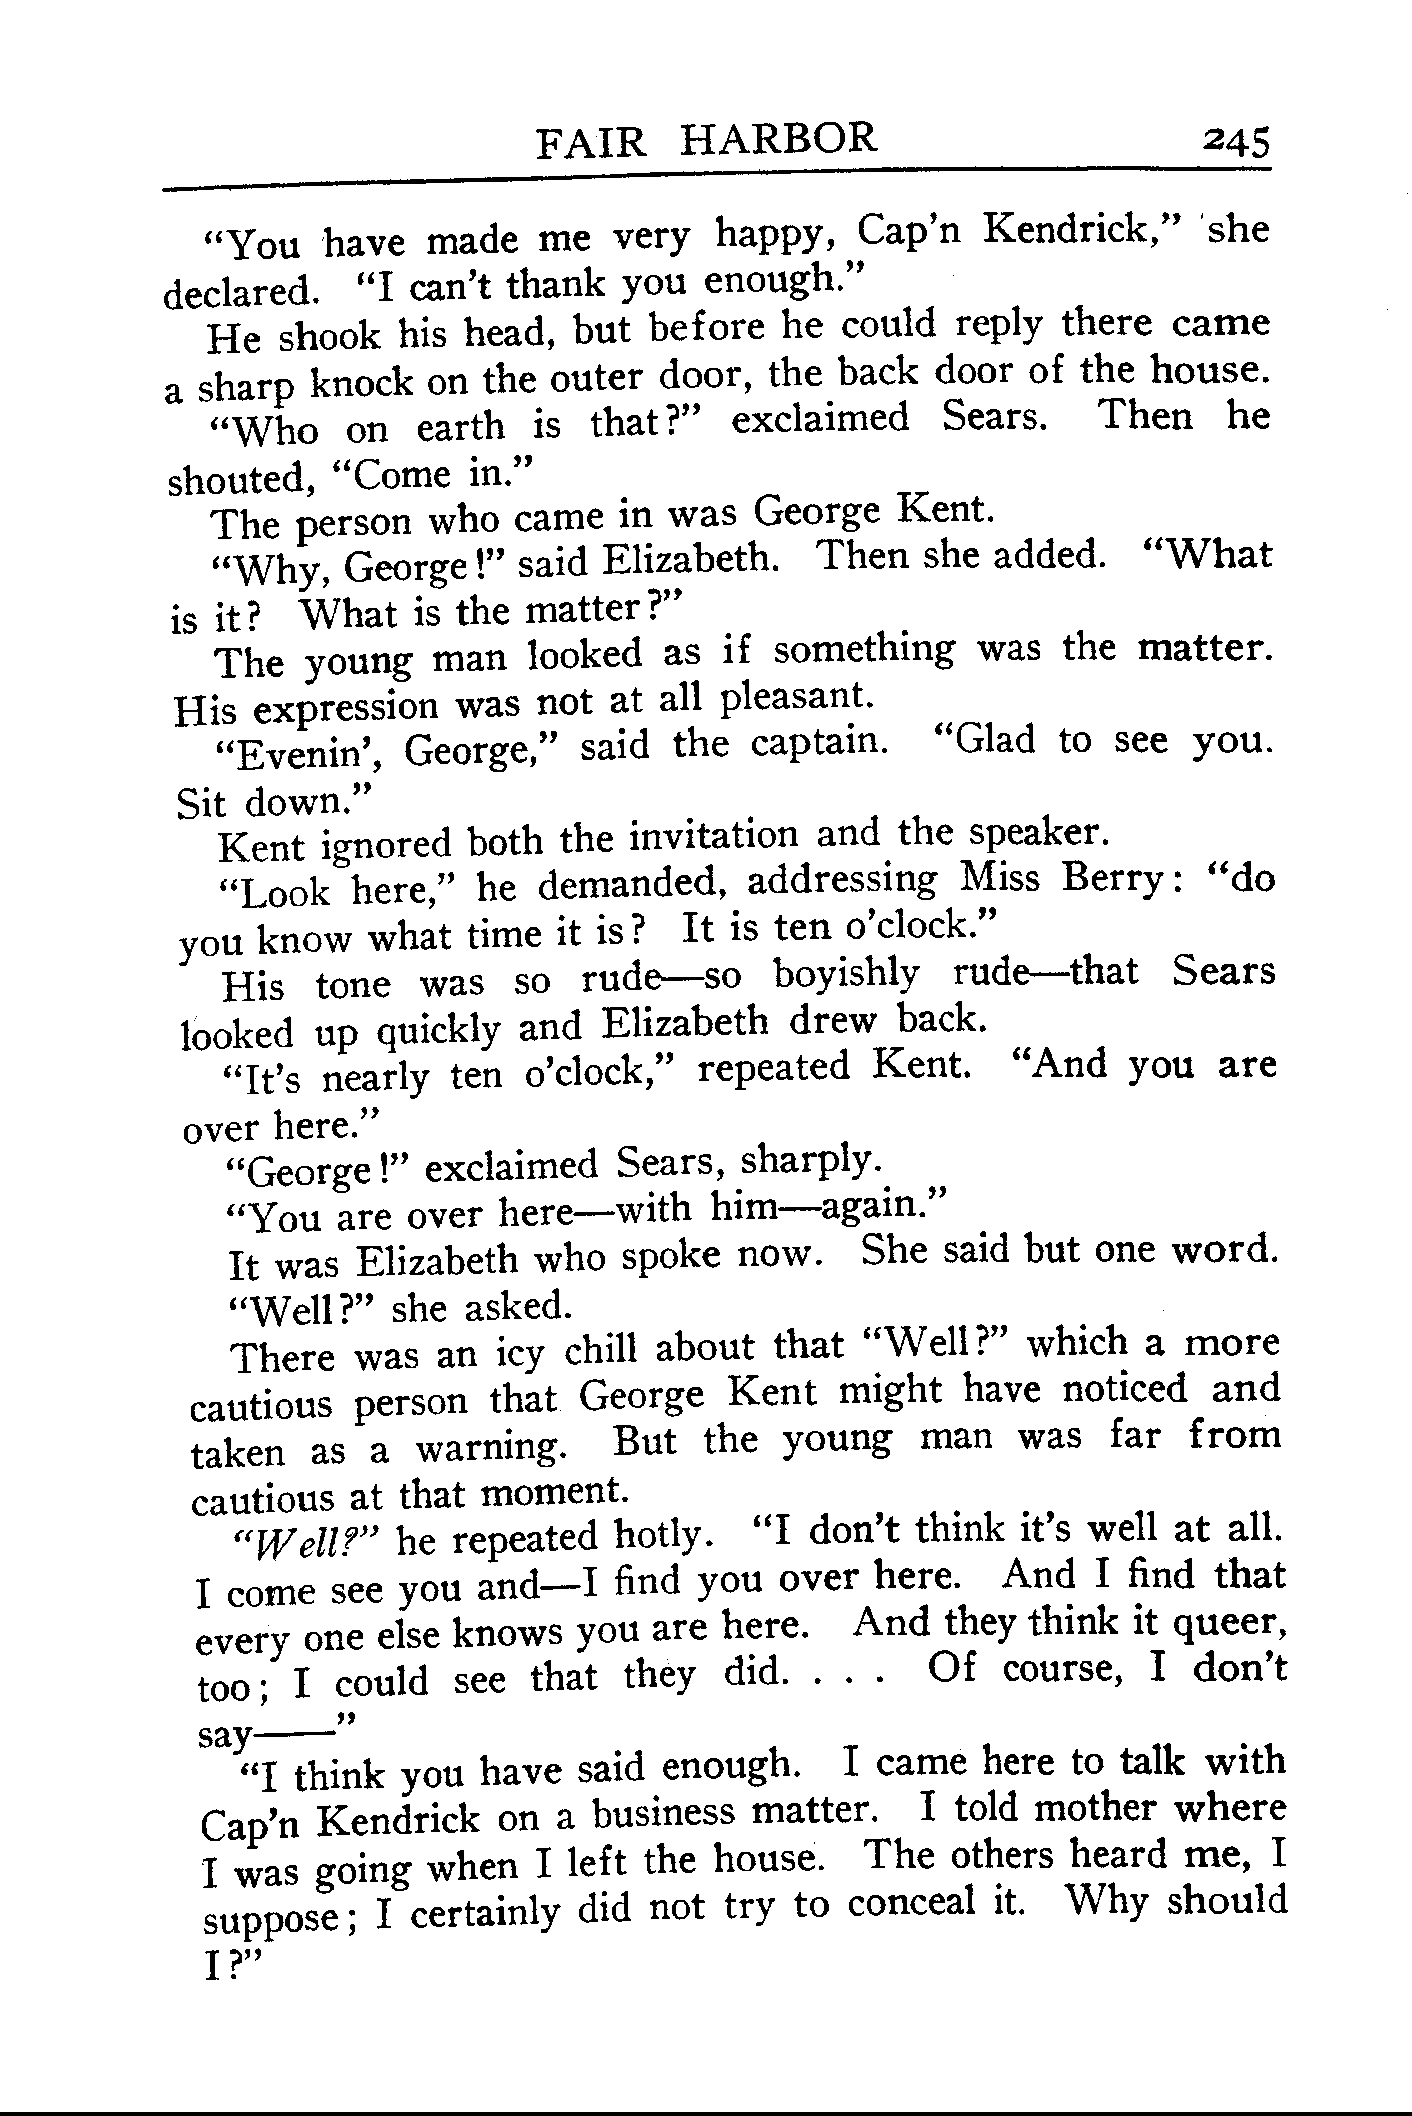 FAIR HARBOR 245
“You have made me very happy, Cap’n Kendrick,” she
declared. “I can’t thank you enough.”
He shook his head, but before he could reply there came
a sharp knock on the outer door, the back door of the house.
“Who on earth is that?” exclaimed Sears. Then he
shouted, “Come in.”
The person who came in was George Kent.
“Why, George!” said Elizabeth. Then she added. “What
is it? What is the matter?”
The young man looked as if something was the matter.
His expression was not at all pleasant.
“Evenin’, George,” said the captain. “Glad to see you.
Sit down.”
Kent ignored both the invitation and the speaker.
“Look here,” he demanded, addressing Miss Berry: “do
you know what time it is? It is ten o’clock.”
His tone was so rude—so boyishly rude—that Sears
looked up quickly and Elizabeth drew back.
“It’s nearly ten o’clock,” repeated Kent. “And you are
over here.”
“George!” exclaimed Sears, sharply.
“You are over here—with him—again.”
It was Elizabeth who spoke now. She said but one word.
“Well?” she asked.
There was an icy chill about that “Well?” which a more
cautious person that George Kent might have noticed and
taken as a warning. But the young man was far from
cautious at that moment.
“Well?” he repeated hotly. “I don’t think it’s well at all.
I come see you and—I find you over here. And I find that
every one else knows you are here. And they think it queer,
too; I could see that they did. . . . Of course, I don’t
say——”
“I think you have said enough. I came here to talk with
Cap’n Kendrick on a business matter. I told mother where
I was going when I left the house. The others heard me, I
suppose; I certainly did not try to conceal it. Why should
I?”